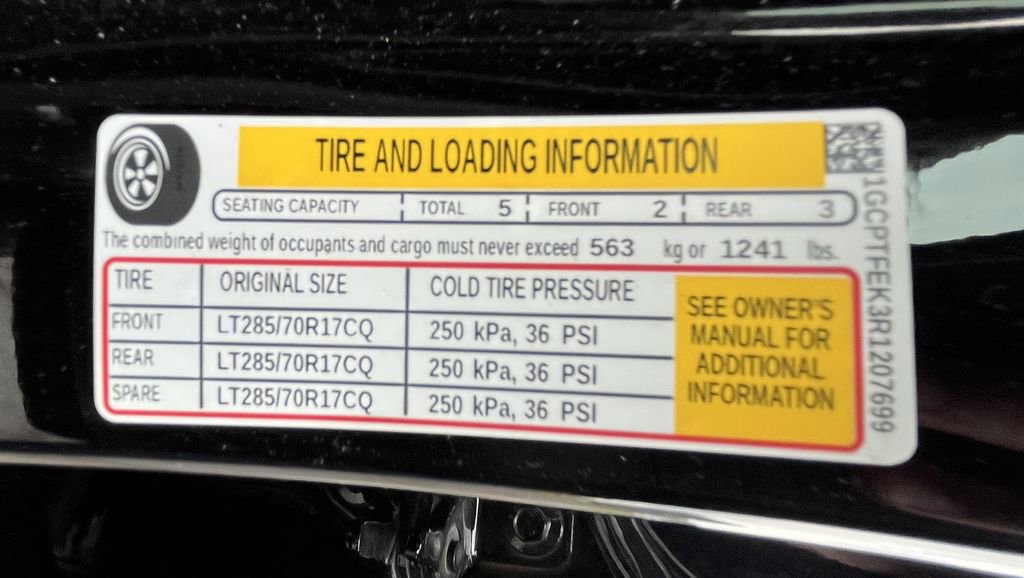 TIRE AND LOADING INFORMATION
SEATING CAPACITY TOTAL 5 FRONT 2 REAR 3
The combined weight of occupants and cargo must never exceed 563 kg or 1241 lbs.
TIRE ORIGINAL SIZE COLD TIRE PRESSURE
FRONT LT285/70R17CQ 250 kPa, 36 PSI
REAR LT285/70R17CQ 250 kPa, 36 PSI
SPARE LT285/70R17CQ 250 kPa, 36 PSI
SEE OWNER'S
MANUAL FOR
ADDITIONAL
INFORMATION
1GCPTFEK3R1207699